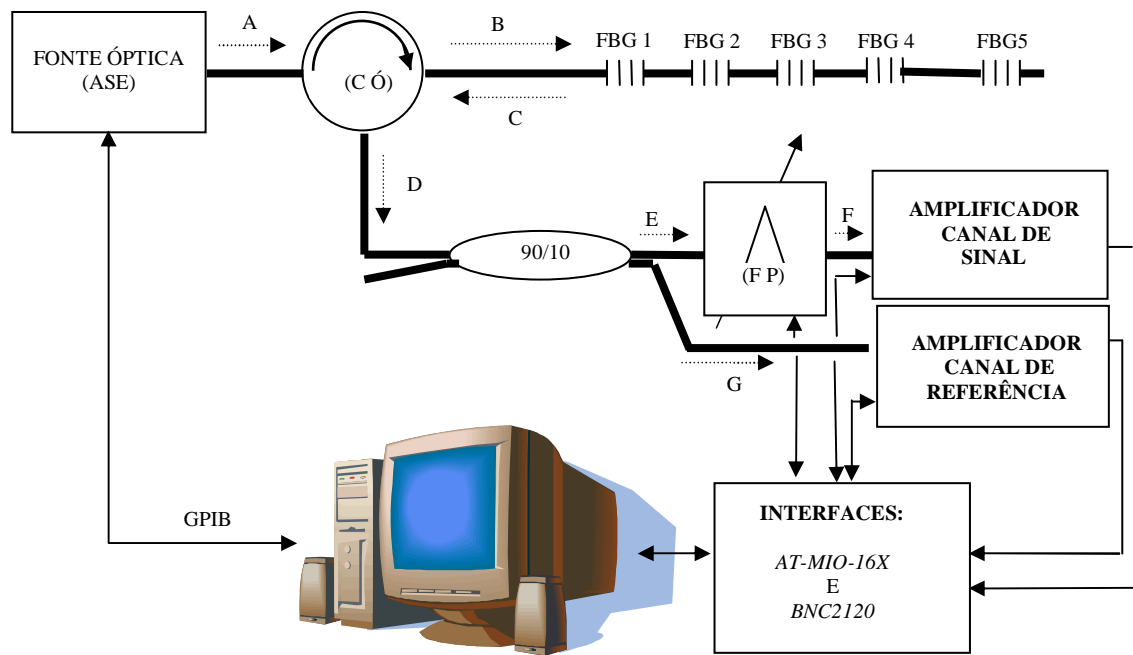 A
B
FBG 1
FBG 2
FBG 3
FBG 4
FBG5
FONTE ÓPTICA
(ASE)
(C Ó)
C
D
E
F
90/10
(F P)
AMPLIFICADOR
CANAL DE
SINAL
G
AMPLIFICADOR
CANAL DE
REFERÊNCIA
GPIB
INTERFACES:
AT-MIO-16X
E
BNC2120